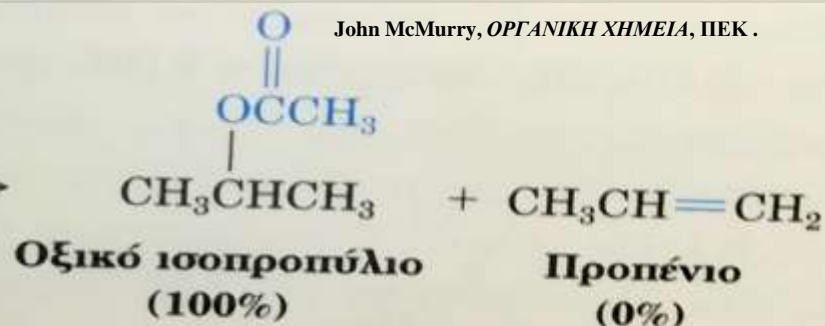 John McMurry, ΟΡΓΑΝΙΚΗ ΧΗΜΕΙΑ, ΠΕΚ .
O
OCCH₃
CH₃CHCH₃ + CH₃CH=CH₂
Οξικό ισοπροπύλιο Προπένιο
(100%) (0%)